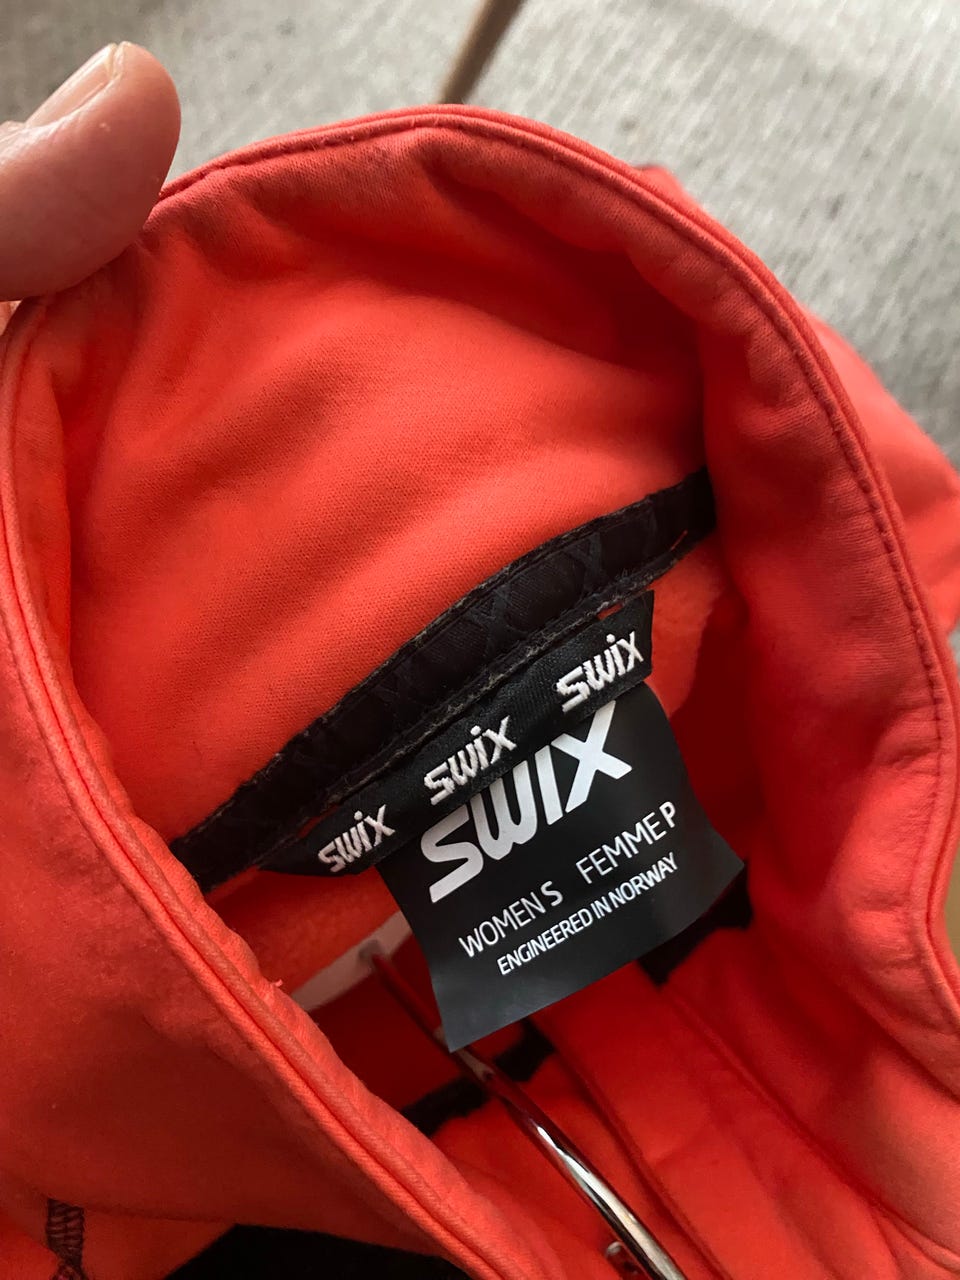 swix
swix
swix
SWIX
WOMEN S FEMME P
ENGINEERED IN NORWAY